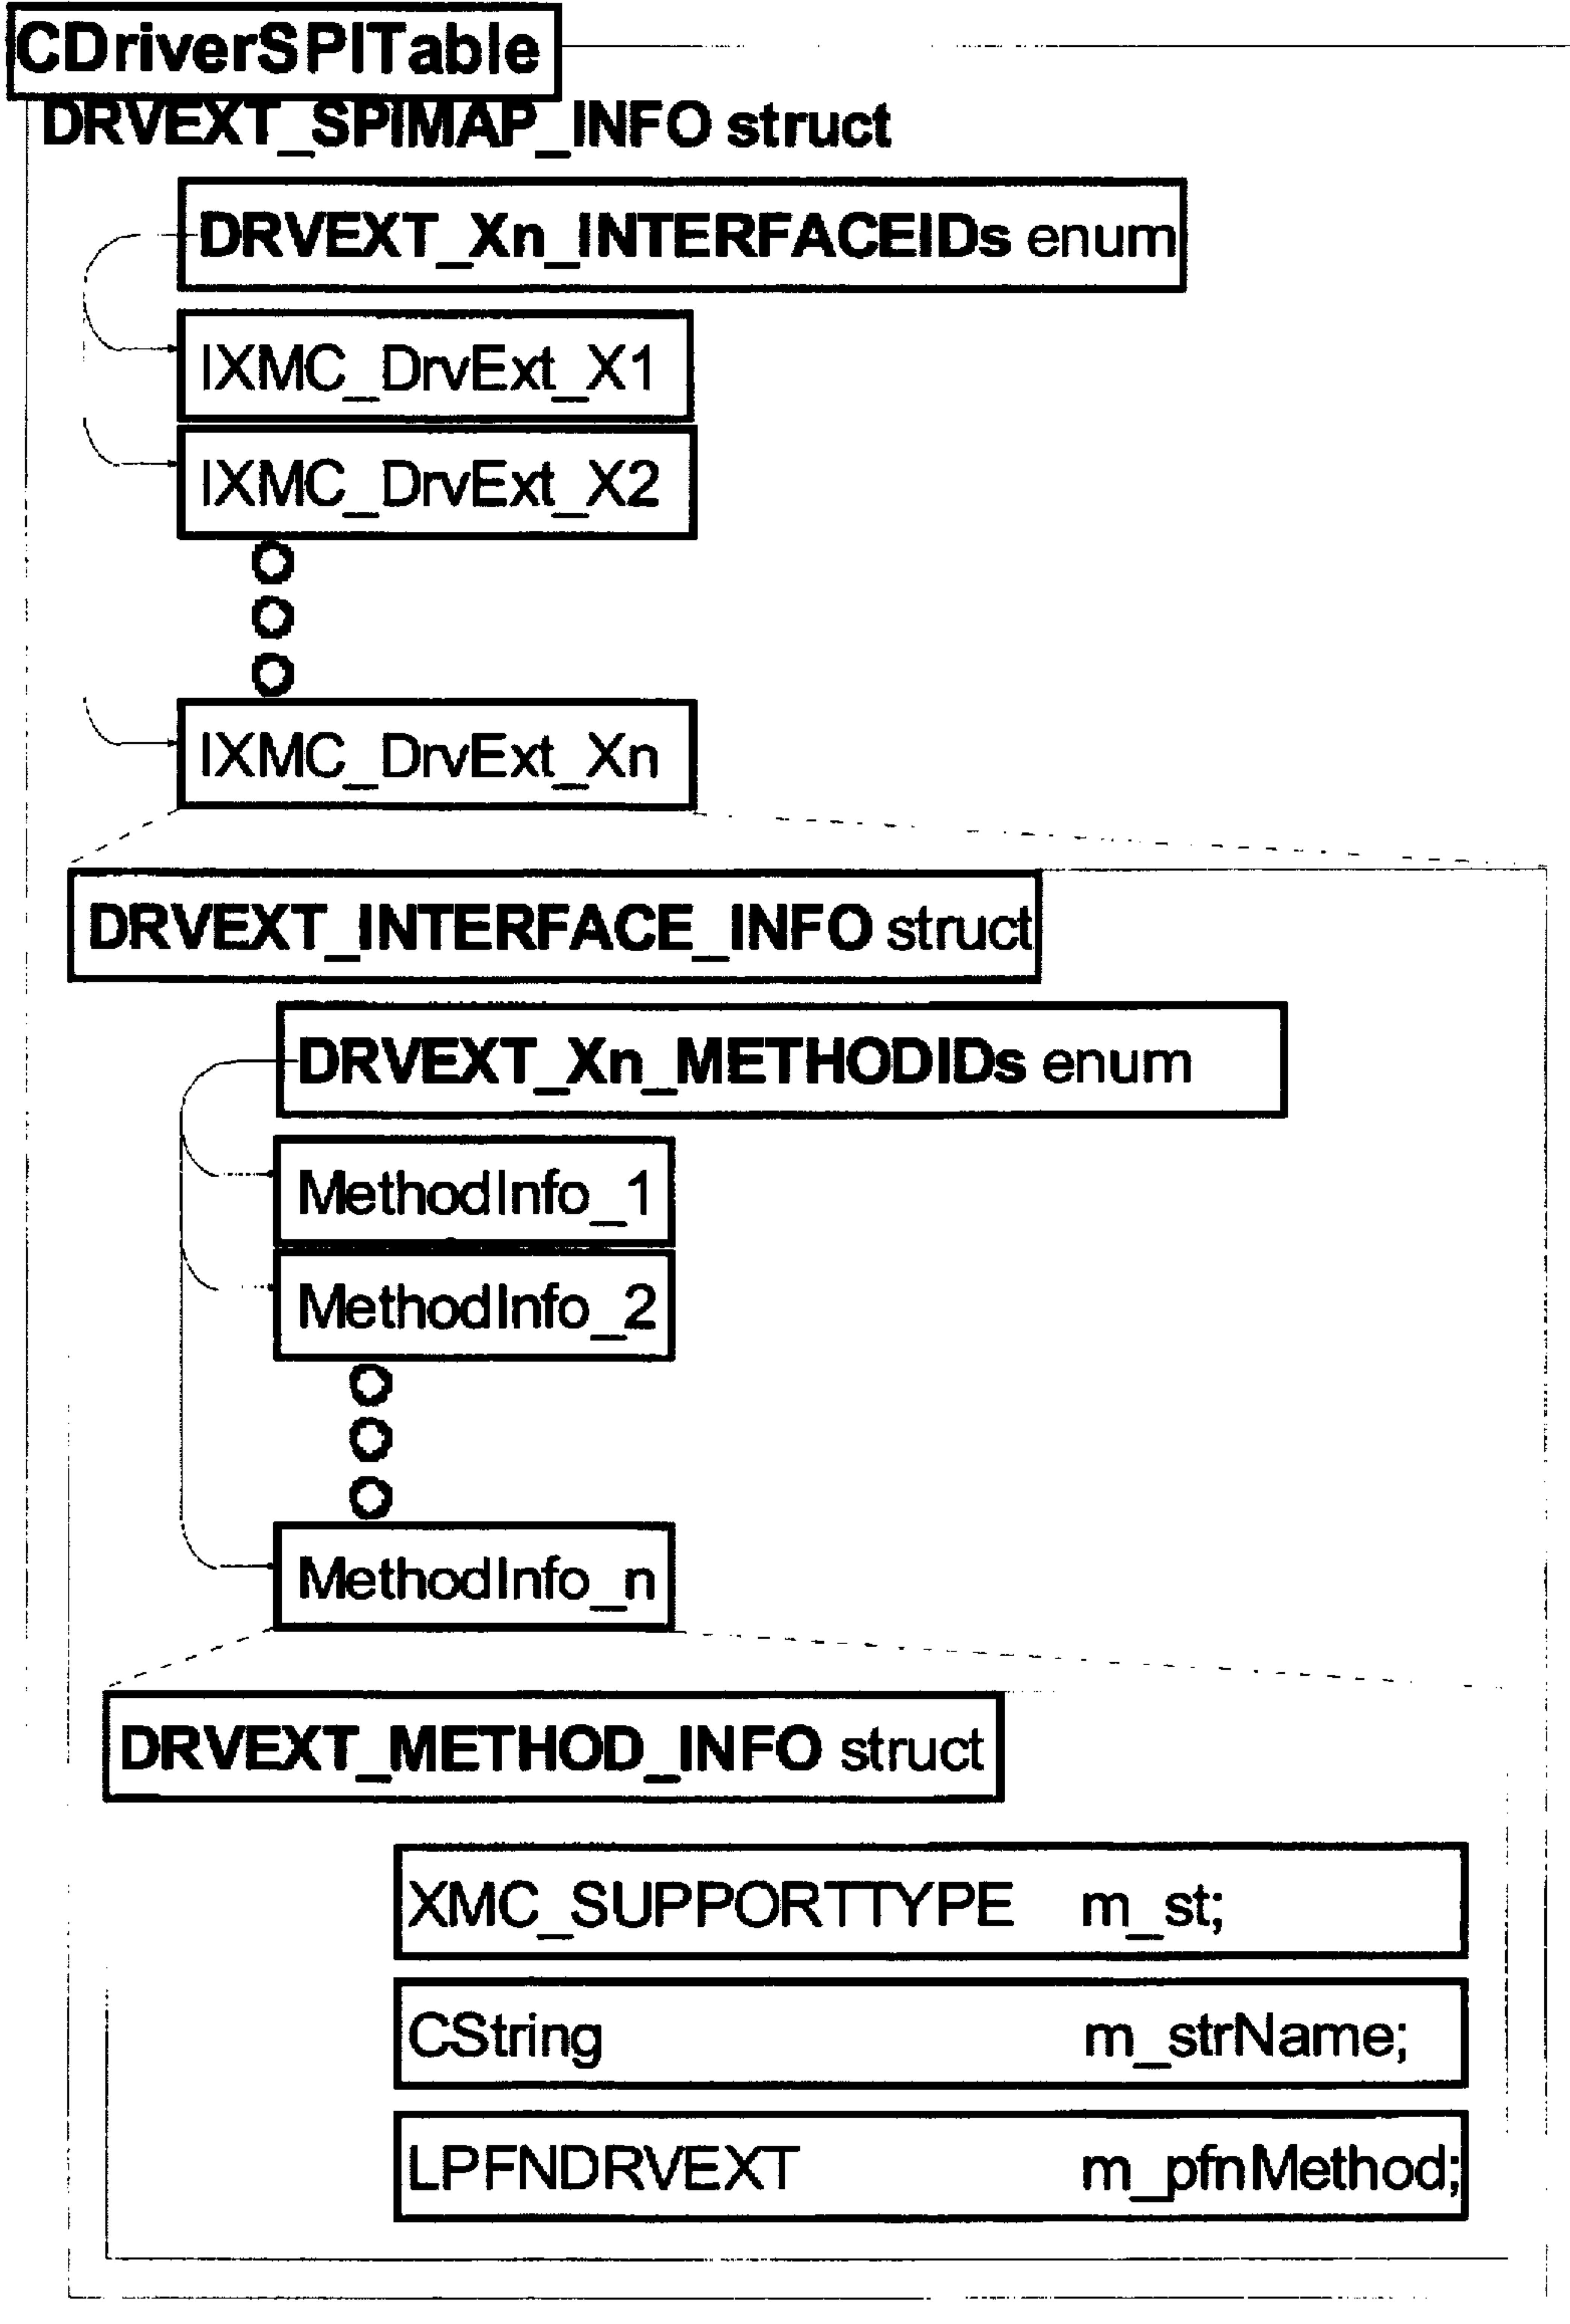 CDriverSPITable
DRVEXT_SPIMAP_INFO struct
DRVEXT_Xn_INTERFACEIDs enum
IXMC_DrvExt_X1
IXMC_DrvExt_X2
IXMC_DrvExt_Xn
DRVEXT_INTERFACE_INFO struct
DRVEXT_Xn_METHODIDs enum
MethodInfo_1
MethodInfo_2
MethodInfo_n
DRVEXT_METHOD_INFO struct
XMC_SUPPORTTYPE m_st;
CString m_strName;
LPFNDRVEXT m_pfnMethod;